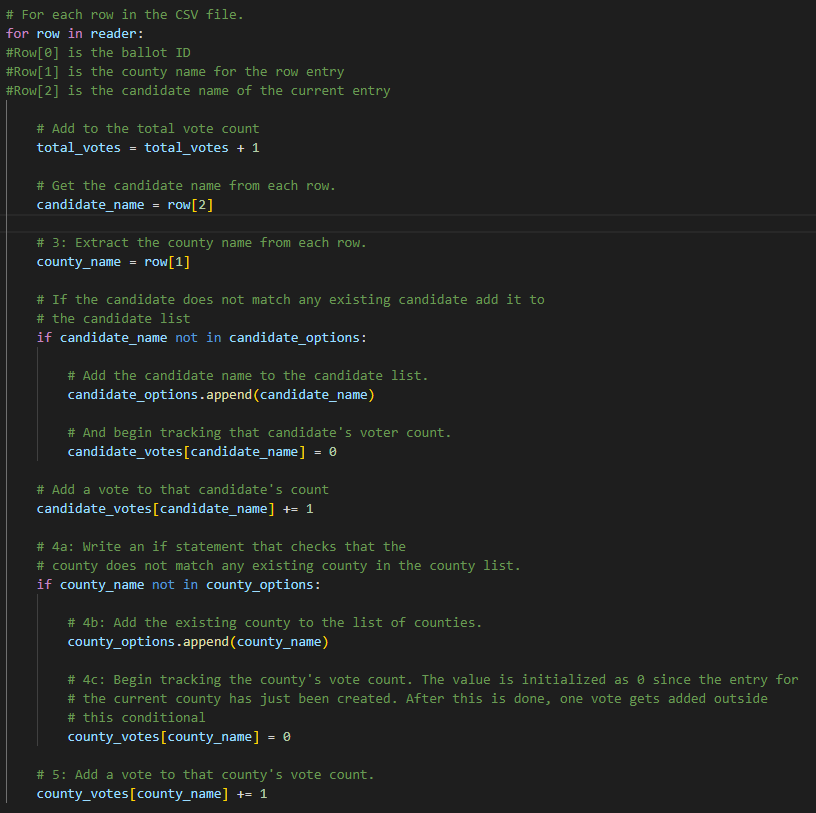 # For each row in the CSV file.
for row in reader:
#Row[0] is the ballot ID
#Row[1] is the county name for the row entry
#Row[2] is the candidate name of the current entry
# Add to the total vote count
total_votes = total_votes + 1
# Get the candidate name from each row.
candidate_name = row[2]
# 3: Extract the county name from each row.
county_name = row[1]
# If the candidate does not match any existing candidate add it to
# the candidate list
if candidate_name not in candidate_options:
# Add the candidate name to the candidate list.
candidate_options.append(candidate_name)
# And begin tracking that candidate's voter count.
candidate_votes[candidate_name] = 0
# Add a vote to that candidate's count
candidate_votes[candidate_name] += 1
# 4a: Write an if statement that checks that the
# county does not match any existing county in the county list.
if county_name not in county_options:
# 4b: Add the existing county to the list of counties.
county_options.append(county_name)
# 4c: Begin tracking the county's vote count. The value is initialized as 0 since the entry for
# the current county has just been created. After this is done, one vote gets added outside
# this conditional
county_votes[county_name] = 0
# 5: Add a vote to that county's vote count.
county_votes[county_name] += 1